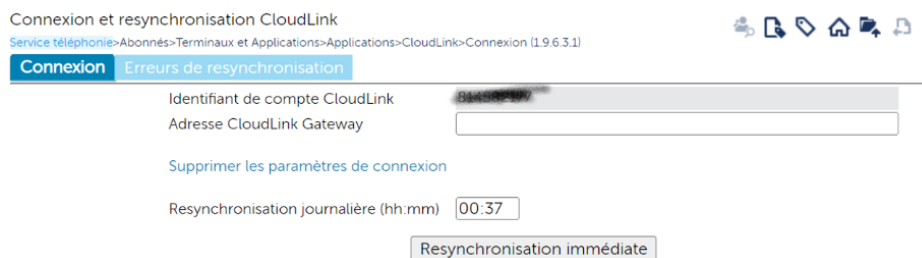 Connexion et resynchronisation CloudLink
Service téléphonie>Abonnés>Terminaux et Applications>Applications>CloudLink>Connexion (1.9.6.3.1)
Connexion Erreurs de resynchronisation
Identifiant de compte CloudLink
Adresse CloudLink Gateway
Supprimer les paramètres de connexion
Resynchronisation journalière (hh:mm) 00:37
Resynchronisation immédiate